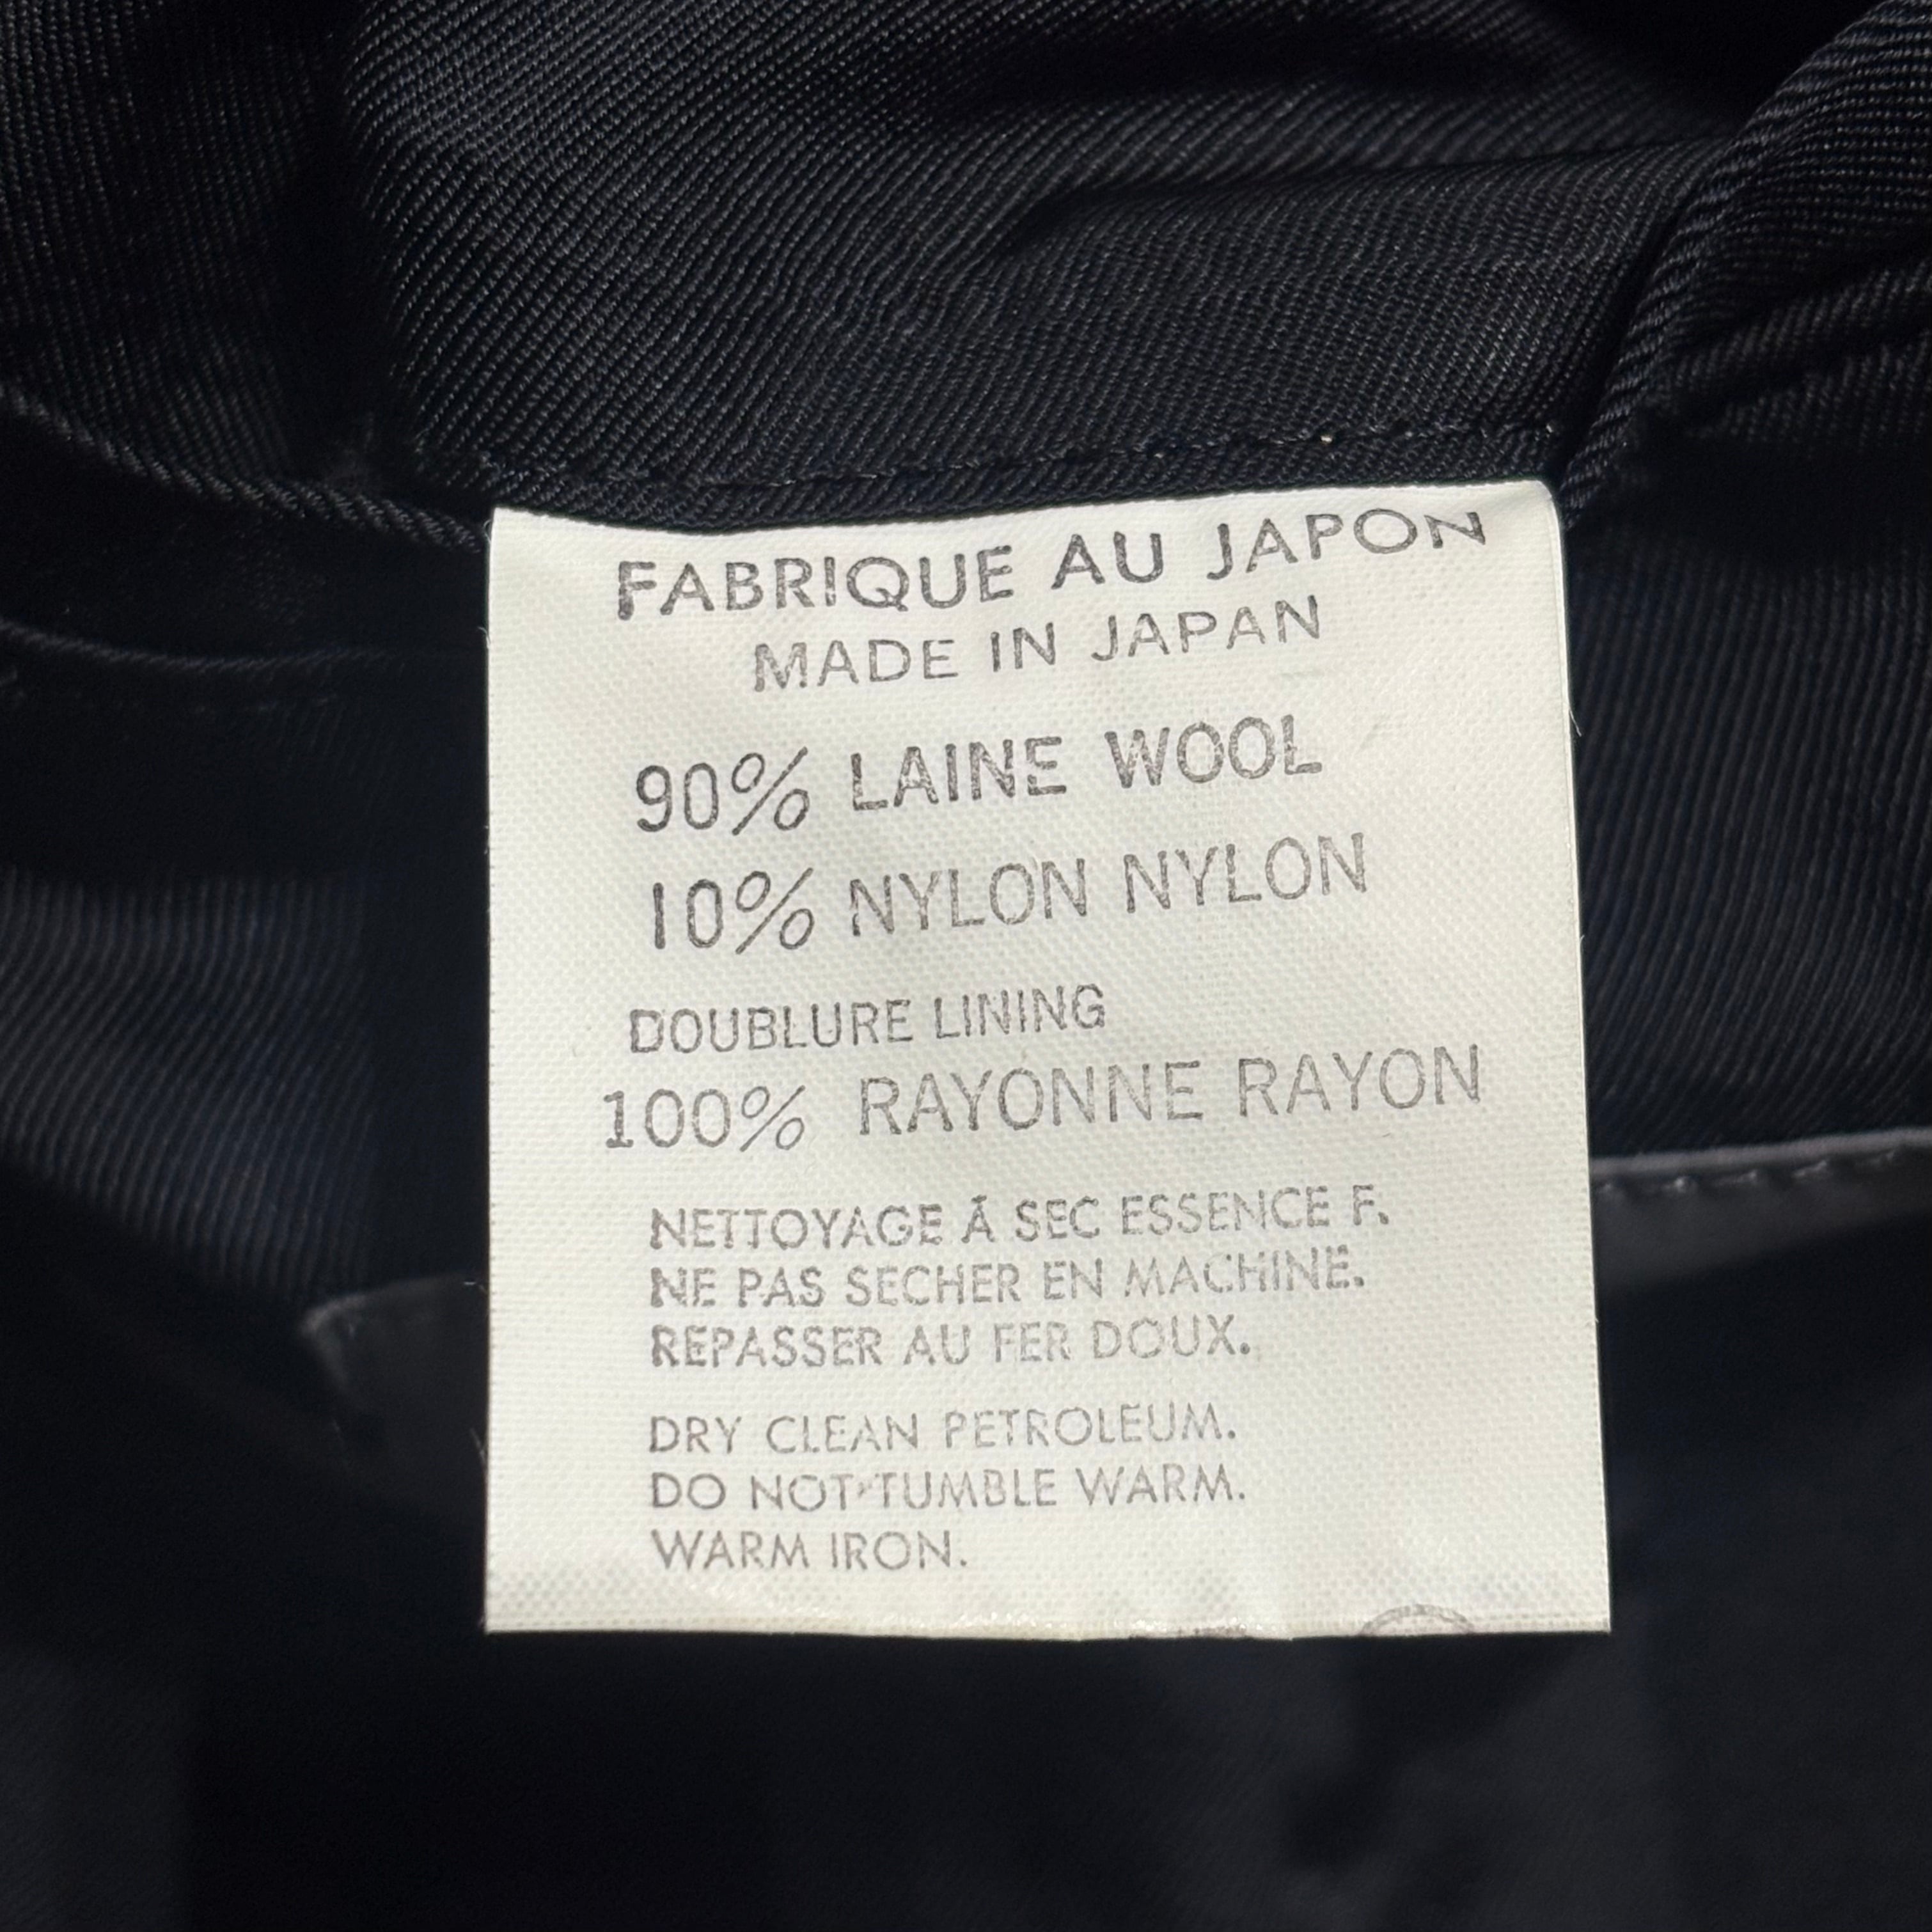 FABRIQUE AU JAPON
MADE IN JAPAN
90% LAINE WOOL
10% NYLON NYLON
DOUBLURE LINING
100% RAYONNE RAYON
NETTOYAGE À SEC ESSENCE F.
NE PAS SECHER EN MACHINE.
REPASSER AU FER DOUX.
DRY CLEAN PETROLEUM.
DO NOT TUMBLE WARM.
WARM IRON.